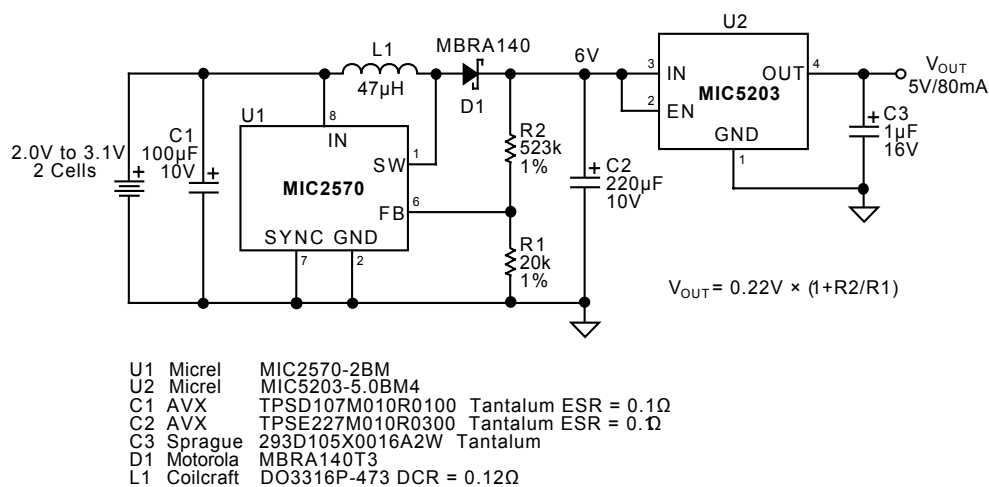 U2
L1
MBRA140
6V
3 IN
OUT 4
MIC5203
V_OUT
5V/80mA
47µH
D1
2 EN
GND
1
C3
1µF
16V
U1
8
IN
2.0V to 3.1V
2 Cells
C1
100µF
10V
SW 1
MIC2570
FB 6
R2
523k
1%
C2
220µF
10V
SYNC GND
7
2
R1
20k
1%
V_OUT = 0.22V × (1+R2/R1)
U1 Micrel MIC2570-2BM
U2 Micrel MIC5203-5.0BM4
C1 AVX TPSD107M010R0100 Tantalum ESR = 0.1Ω
C2 AVX TPSE227M010R0300 Tantalum ESR = 0.1Ω
C3 Sprague 293D105X0016A2W Tantalum
D1 Motorola MBRA140T3
L1 Coilcraft DO3316P-473 DCR = 0.12Ω